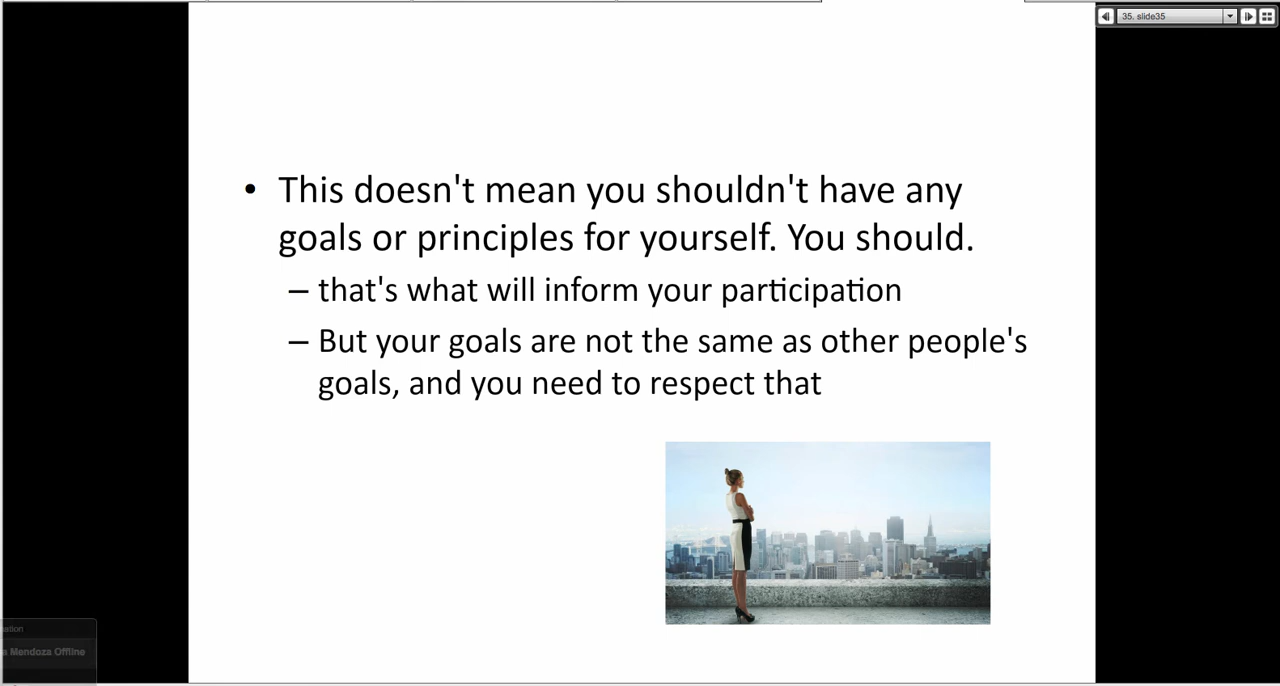 35. slide35
• This doesn't mean you shouldn't have any
goals or principles for yourself. You should.
– that's what will inform your participation
– But your goals are not the same as other people's
goals, and you need to respect that
Mendoza Offline